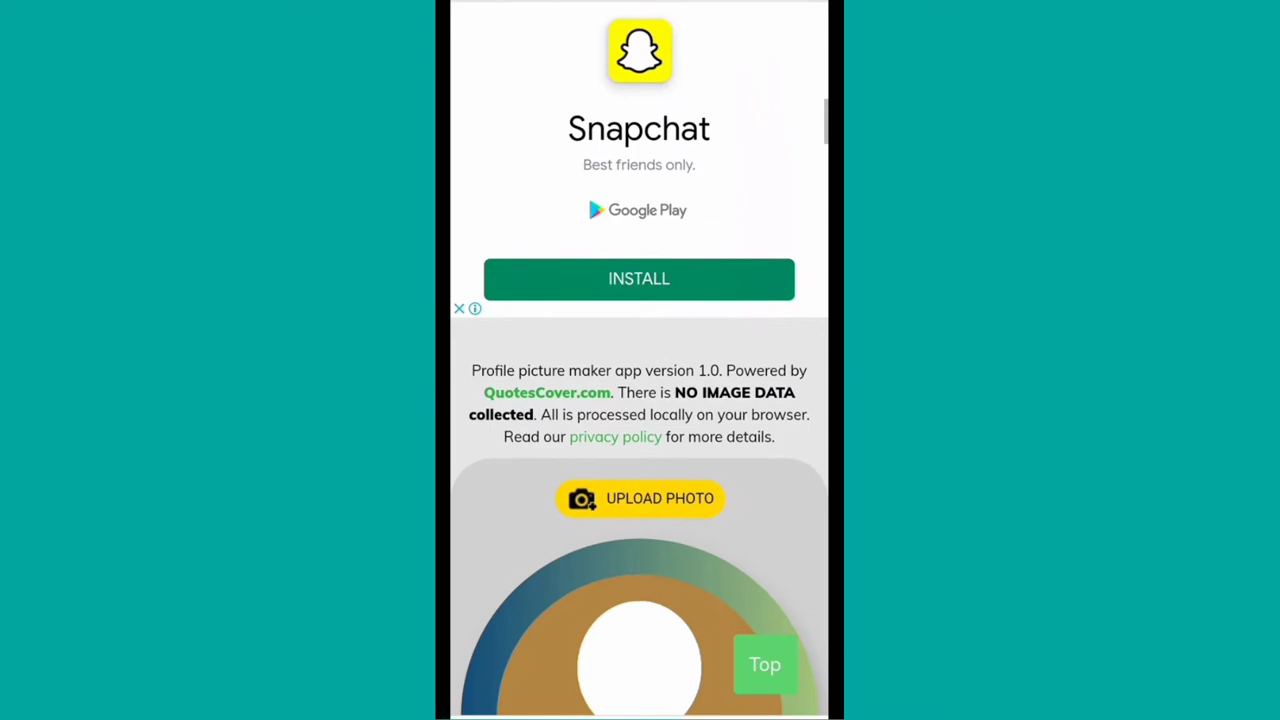 Snapchat
Best friends only.
Google Play
INSTALL
Profile picture maker app version 1.0. Powered by
QuotesCover.com. There is NO IMAGE DATA
collected. All is processed locally on your browser.
Read our privacy policy for more details.
UPLOAD PHOTO
Top